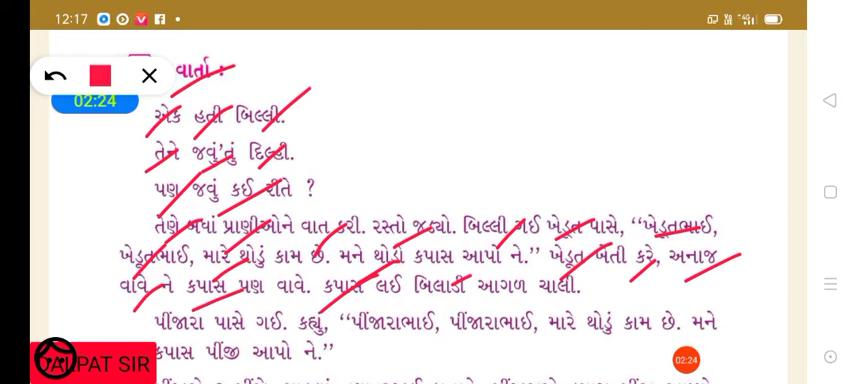 12:17
02:24
વાર્તા :
એક હતી બિલ્લી.
તેને જવું'તું દિલ્હી.
પણ જવું કઈ રીતે ?
તેણે બધાં પ્રાણીઓને વાત કરી. રસ્તો જડ્યો. બિલ્લી ગઈ ખેડૂત પાસે, "ખેડૂતભાઈ,
ખેડૂતભાઈ, મારે થોડું કામ છે. મને થોડો કપાસ આપો ને." ખેડૂત ખેતી કરે, અનાજ
વાવે ને કપાસ પણ વાવે. કપાસ લઈ બિલાડી આગળ ચાલી.
પીંજારા પાસે ગઈ. કહ્યુ, "પીંજારાભાઈ, પીંજારાભાઈ, મારે થોડું કામ છે. મને
કપાસ પીંજી આપો ને."
DALPAT SIR
02:24